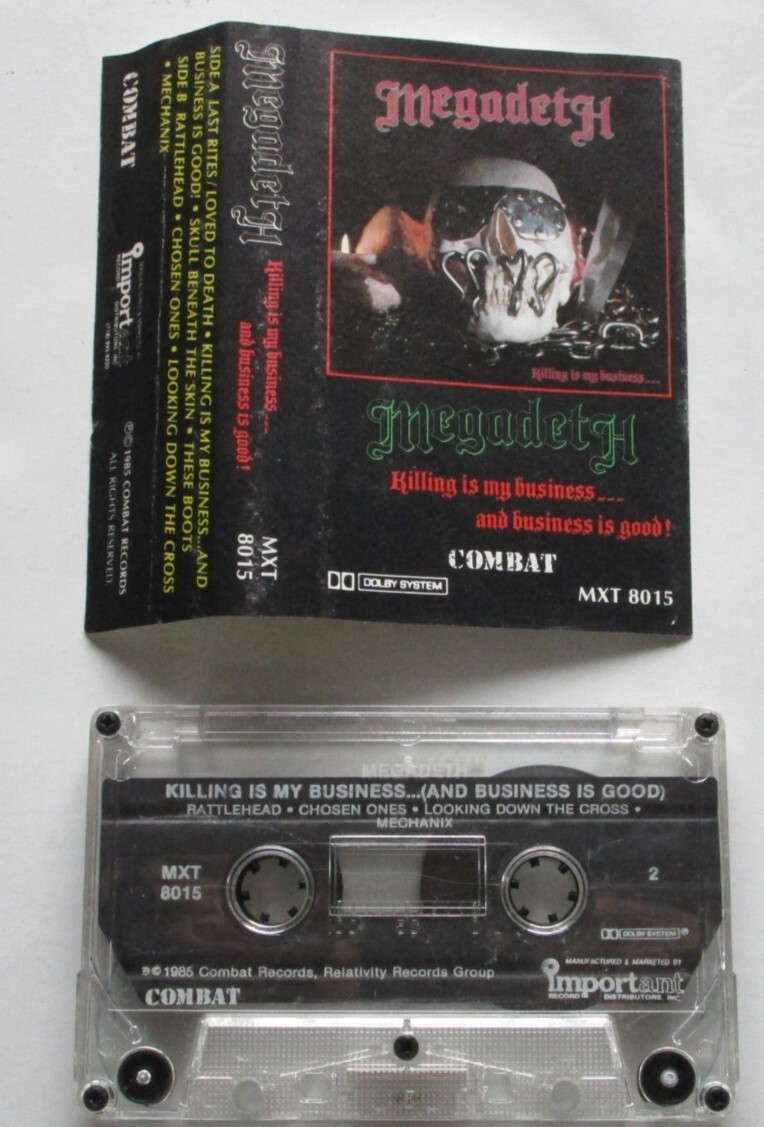 Megadeth
Killing is my business...
Megadeth
Killing is my business...
and business is good!
COMBAT
DOLBY SYSTEM
MXT 8015
Megadeth
Killing is my business...
and business is good!
MXT
8015
SIDE A LAST RITES/LOVED TO DEATH • KILLING IS MY BUSINESS...AND
BUSINESS IS GOOD! • SKULL BENEATH THE SKIN • THESE BOOTS
SIDE B RATTLEHEAD • CHOSEN ONES • LOOKING DOWN THE CROSS
• MECHANIX
COMBAT
important
℗© 1985 COMBAT RECORDS
ALL RIGHTS RESERVED.
MEGADETH
KILLING IS MY BUSINESS...(AND BUSINESS IS GOOD)
RATTLEHEAD • CHOSEN ONES • LOOKING DOWN THE CROSS •
MECHANIX
MXT
8015
2
DOLBY SYSTEM®
℗©1985 Combat Records, Relativity Records Group
COMBAT
MANUFACTURED & MARKETED BY
important
RECORD DISTRIBUTORS, INC.